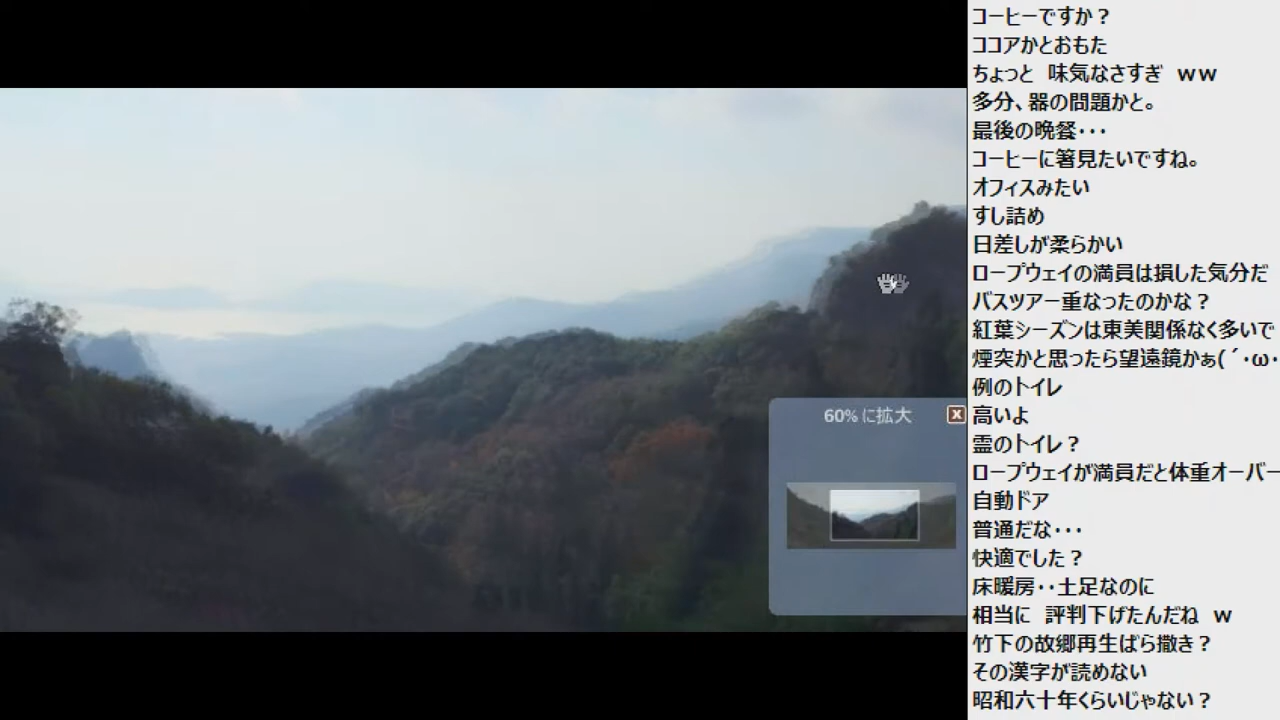 コーヒーですか？
ココアかとおもた
ちょっと　味気なさすぎ　ｗｗ
多分、器の問題かと。
最後の晩餐･･･
コーヒーに箸見たいですね。
オフィスみたい
すし詰め
日差しが柔らかい
ロープウェイの満員は損した気分だ
バスツアー重なったのかな？
紅葉シーズンは東美関係なく多いで
煙突かと思ったら望遠鏡かぁ(´･ω･
例のトイレ
60% に拡大
高いよ
霊のトイレ？
ロープウェイが満員だと体重オーバー
自動ドア
普通だな･･･
快適でした？
床暖房･･土足なのに
相当に　評判下げたんだね　ｗ
竹下の故郷再生ばら撒き？
その漢字が読めない
昭和六十年くらいじゃない？